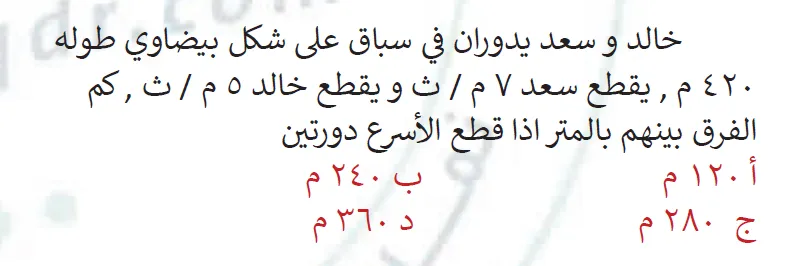 خالد و سعد يدوران في سباق على شكل بيضاوي طوله
٤٢٠ م , يقطع سعد ٧ م / ث و يقطع خالد ٥ م / ث , كم
الفرق بينهم بالمتر اذا قطع الأسرع دورتين
أ ١٢٠ م ب ٢٤٠ م
ج ٢٨٠ م د ٣٦٠ م